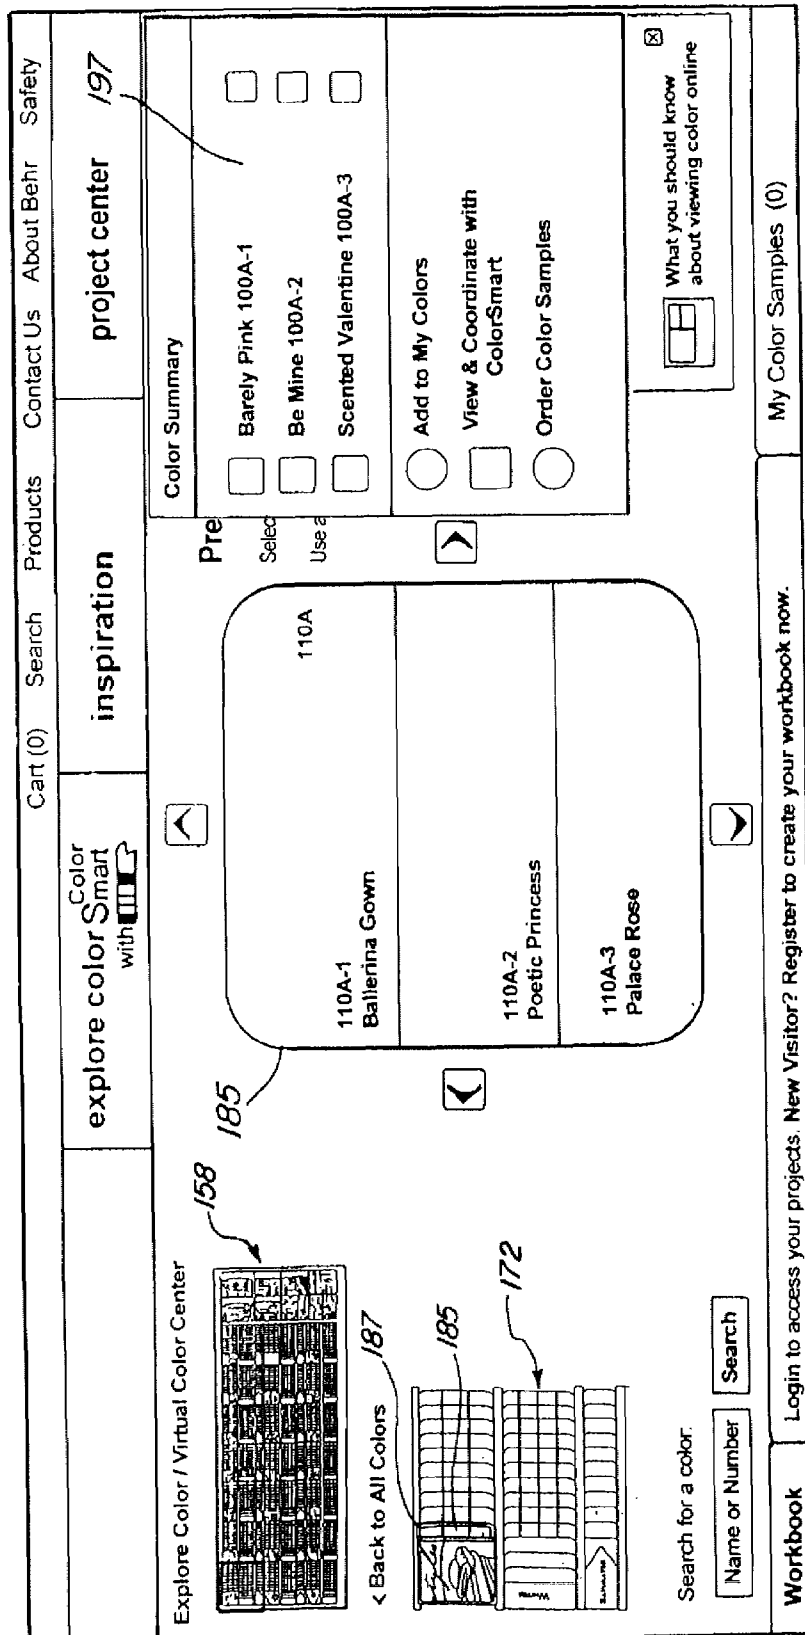 Cart (0) Search Products Contact Us About Behr Safety
explore color with Color Smart
inspiration
project center
Explore Color / Virtual Color Center
158
< Back to All Colors
187
185
172
Search for a color:
Name or Number
Search
185
110A
110A-1
Ballerina Gown
110A-2
Poetic Princess
110A-3
Palace Rose
Pre
Selec
Use a
Color Summary
197
Barely Pink 100A-1
Be Mine 100A-2
Scented Valentine 100A-3
Add to My Colors
View & Coordinate with
ColorSmart
Order Color Samples
What you should know
about viewing color online
Workbook
Login to access your projects. New Visitor? Register to create your workbook now.
My Color Samples (0)